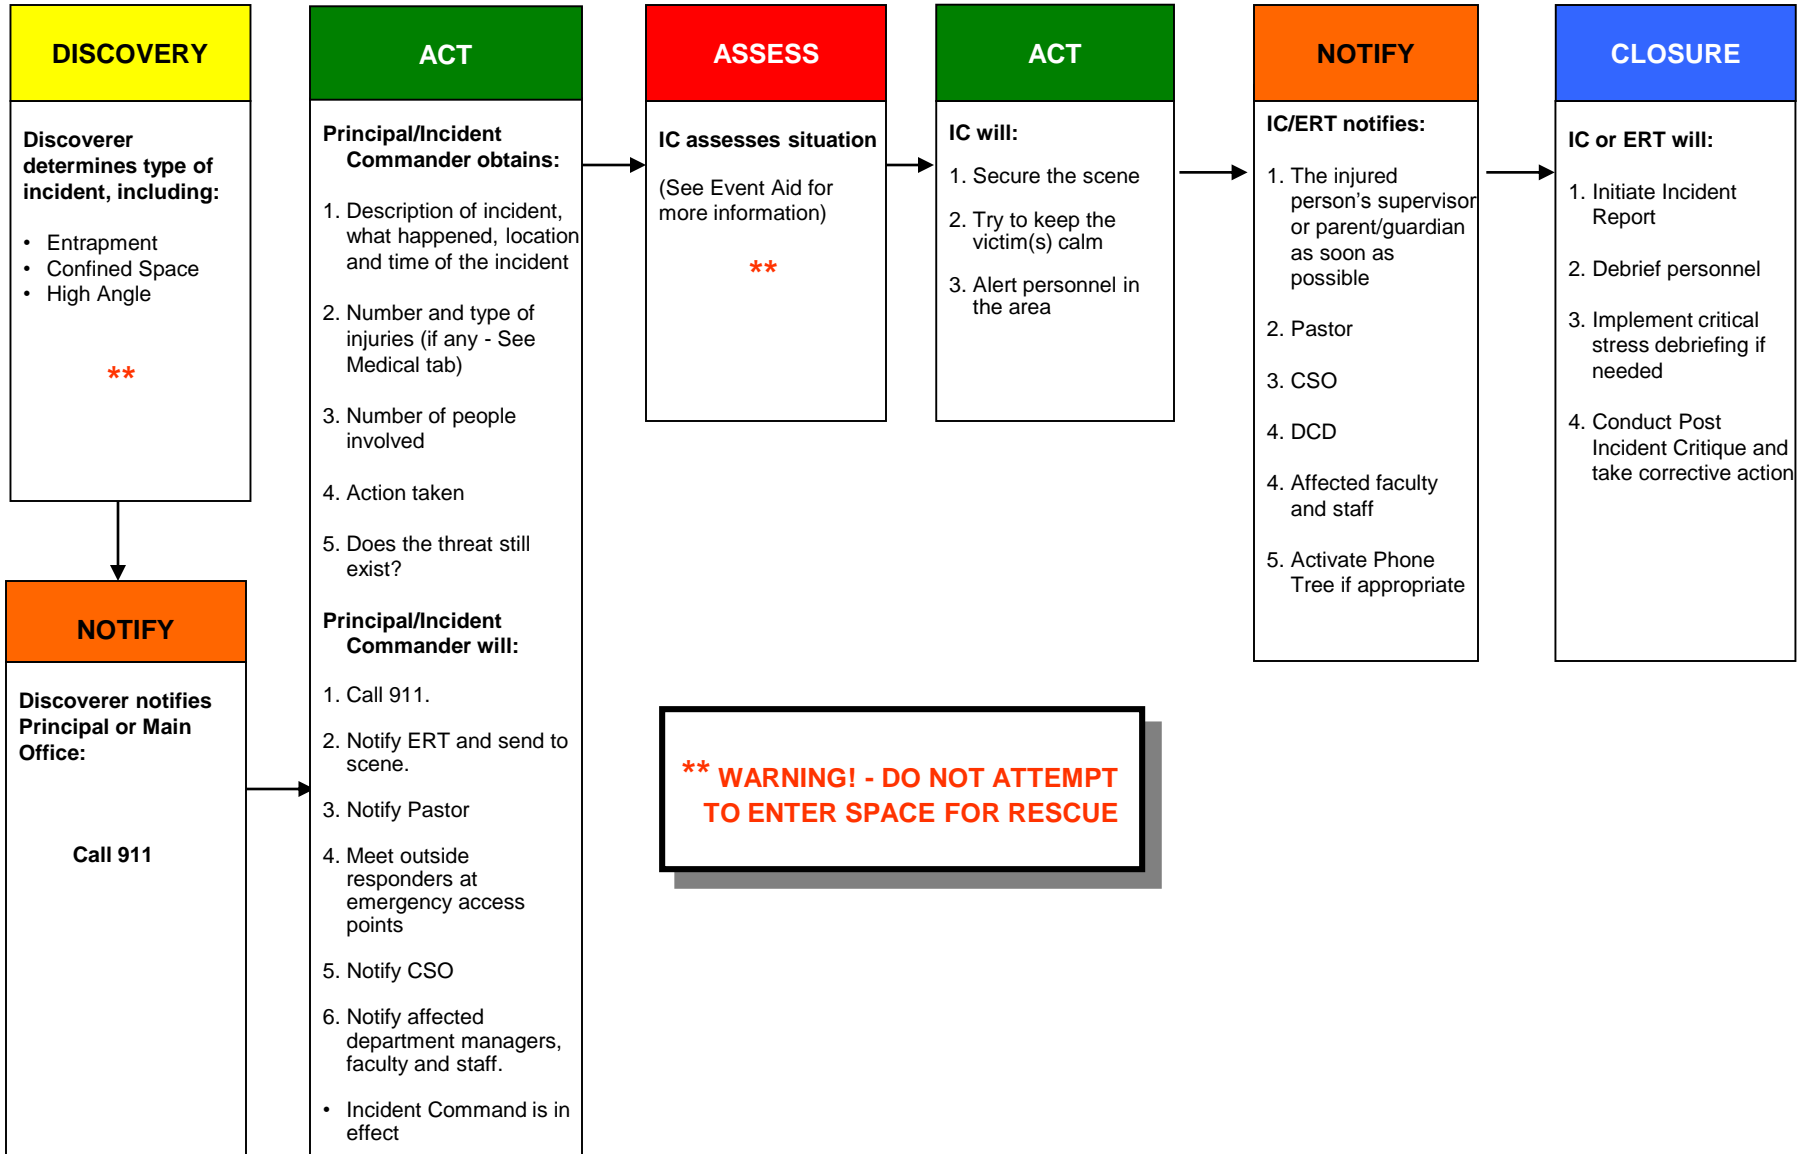 DISCOVERY
Discoverer
determines type of
incident, including:
• Entrapment
• Confined Space
• High Angle
**
NOTIFY
Discoverer notifies
Principal or Main
Office:
Call 911
ACT
Principal/Incident
Commander obtains:
1. Description of incident,
what happened, location
and time of the incident
2. Number and type of
injuries (if any - See
Medical tab)
3. Number of people
involved
4. Action taken
5. Does the threat still
exist?
Principal/Incident
Commander will:
1. Call 911.
2. Notify ERT and send to
scene.
3. Notify Pastor
4. Meet outside
responders at
emergency access
points
5. Notify CSO
6. Notify affected
department managers,
faculty and staff.
• Incident Command is in
effect
ASSESS
IC assesses situation
(See Event Aid for
more information)
**
ACT
IC will:
1. Secure the scene
2. Try to keep the
victim(s) calm
3. Alert personnel in
the area
NOTIFY
IC/ERT notifies:
1. The injured
person's supervisor
or parent/guardian
as soon as
possible
2. Pastor
3. CSO
4. DCD
4. Affected faculty
and staff
5. Activate Phone
Tree if appropriate
CLOSURE
IC or ERT will:
1. Initiate Incident
Report
2. Debrief personnel
3. Implement critical
stress debriefing if
needed
4. Conduct Post
Incident Critique and
take corrective action
** WARNING! - DO NOT ATTEMPT
TO ENTER SPACE FOR RESCUE